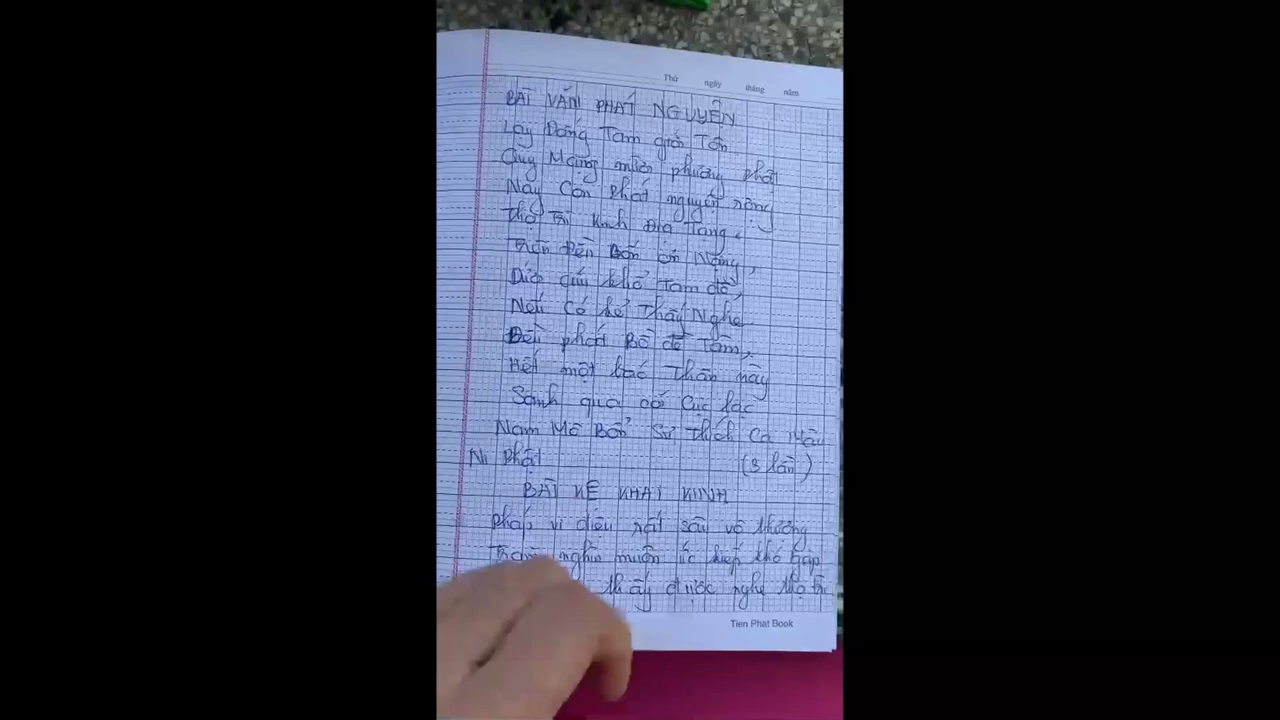 Thứ ngày tháng năm
BÀI VĂN PHÁT NGUYỆN
Lạy Đấng Tam giới Tôn
Quy Mạng mười phương phật
Nay Con phát nguyện rộng
Thọ Trì Kinh Địa Tạng,
Trên Đền Bốn ơn Nặng,
Dưới cứu khổ Tam đồ,
Nếu Có kẻ Thấy Nghe
Đều phát Bồ đề Tâm,
Hết một báo Thân này
Sanh qua cõi Cực lạc
Nam Mô Bổn Sư Thích Ca Mâu
Ni Phật (3 lần)
BÀI KỆ KHAI KINH
pháp vi diệu rất sâu vô thượng
Trăm nghìn muôn ức kiếp khó gặp
thấy được nghe thọ trì
Tien Phat Book